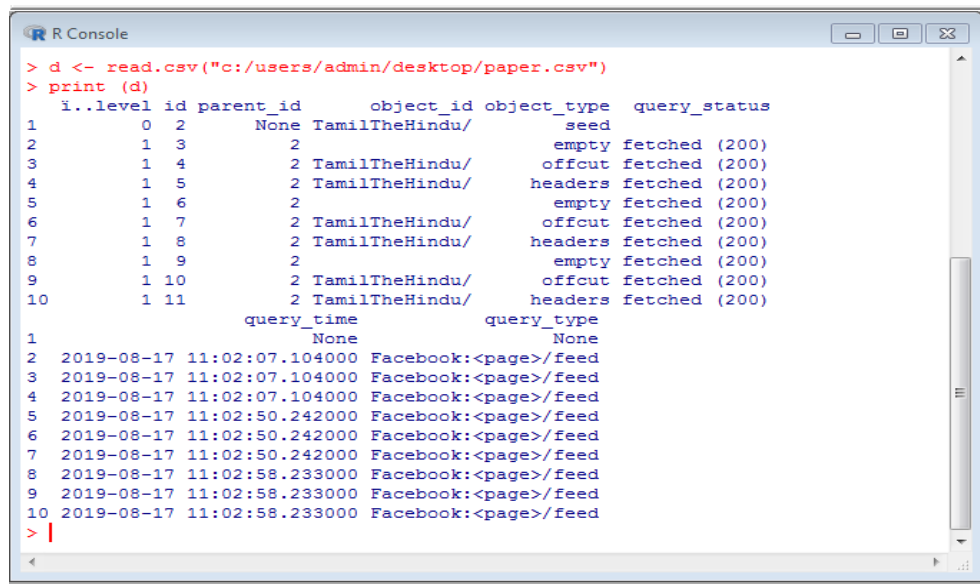 R Console
> d <- read.csv("c:/users/admin/desktop/paper.csv")
> print (d)
   ï..level id parent_id     object_id object_type  query_status
1         0  2      None TamilTheHindu/        seed
2         1  3         2                      empty fetched (200)
3         1  4         2 TamilTheHindu/      offcut fetched (200)
4         1  5         2 TamilTheHindu/     headers fetched (200)
5         1  6         2                      empty fetched (200)
6         1  7         2 TamilTheHindu/      offcut fetched (200)
7         1  8         2 TamilTheHindu/     headers fetched (200)
8         1  9         2                      empty fetched (200)
9         1 10         2 TamilTheHindu/      offcut fetched (200)
10        1 11         2 TamilTheHindu/     headers fetched (200)
                   query_time           query_type
1                        None                 None
2  2019-08-17 11:02:07.104000 Facebook:<page>/feed
3  2019-08-17 11:02:07.104000 Facebook:<page>/feed
4  2019-08-17 11:02:07.104000 Facebook:<page>/feed
5  2019-08-17 11:02:50.242000 Facebook:<page>/feed
6  2019-08-17 11:02:50.242000 Facebook:<page>/feed
7  2019-08-17 11:02:50.242000 Facebook:<page>/feed
8  2019-08-17 11:02:58.233000 Facebook:<page>/feed
9  2019-08-17 11:02:58.233000 Facebook:<page>/feed
10 2019-08-17 11:02:58.233000 Facebook:<page>/feed
>